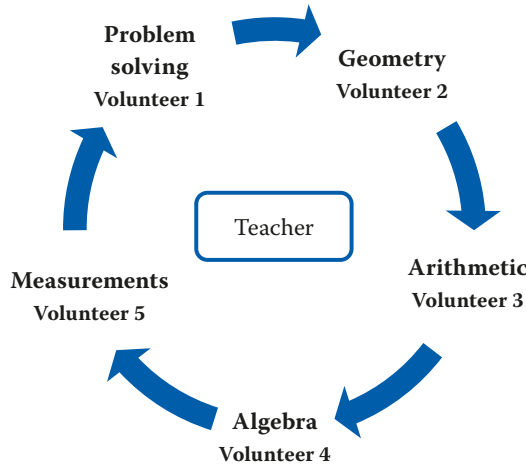 Problem
solving
Volunteer 1
Geometry
Volunteer 2
Teacher
Arithmetic
Volunteer 3
Measurements
Volunteer 5
Algebra
Volunteer 4